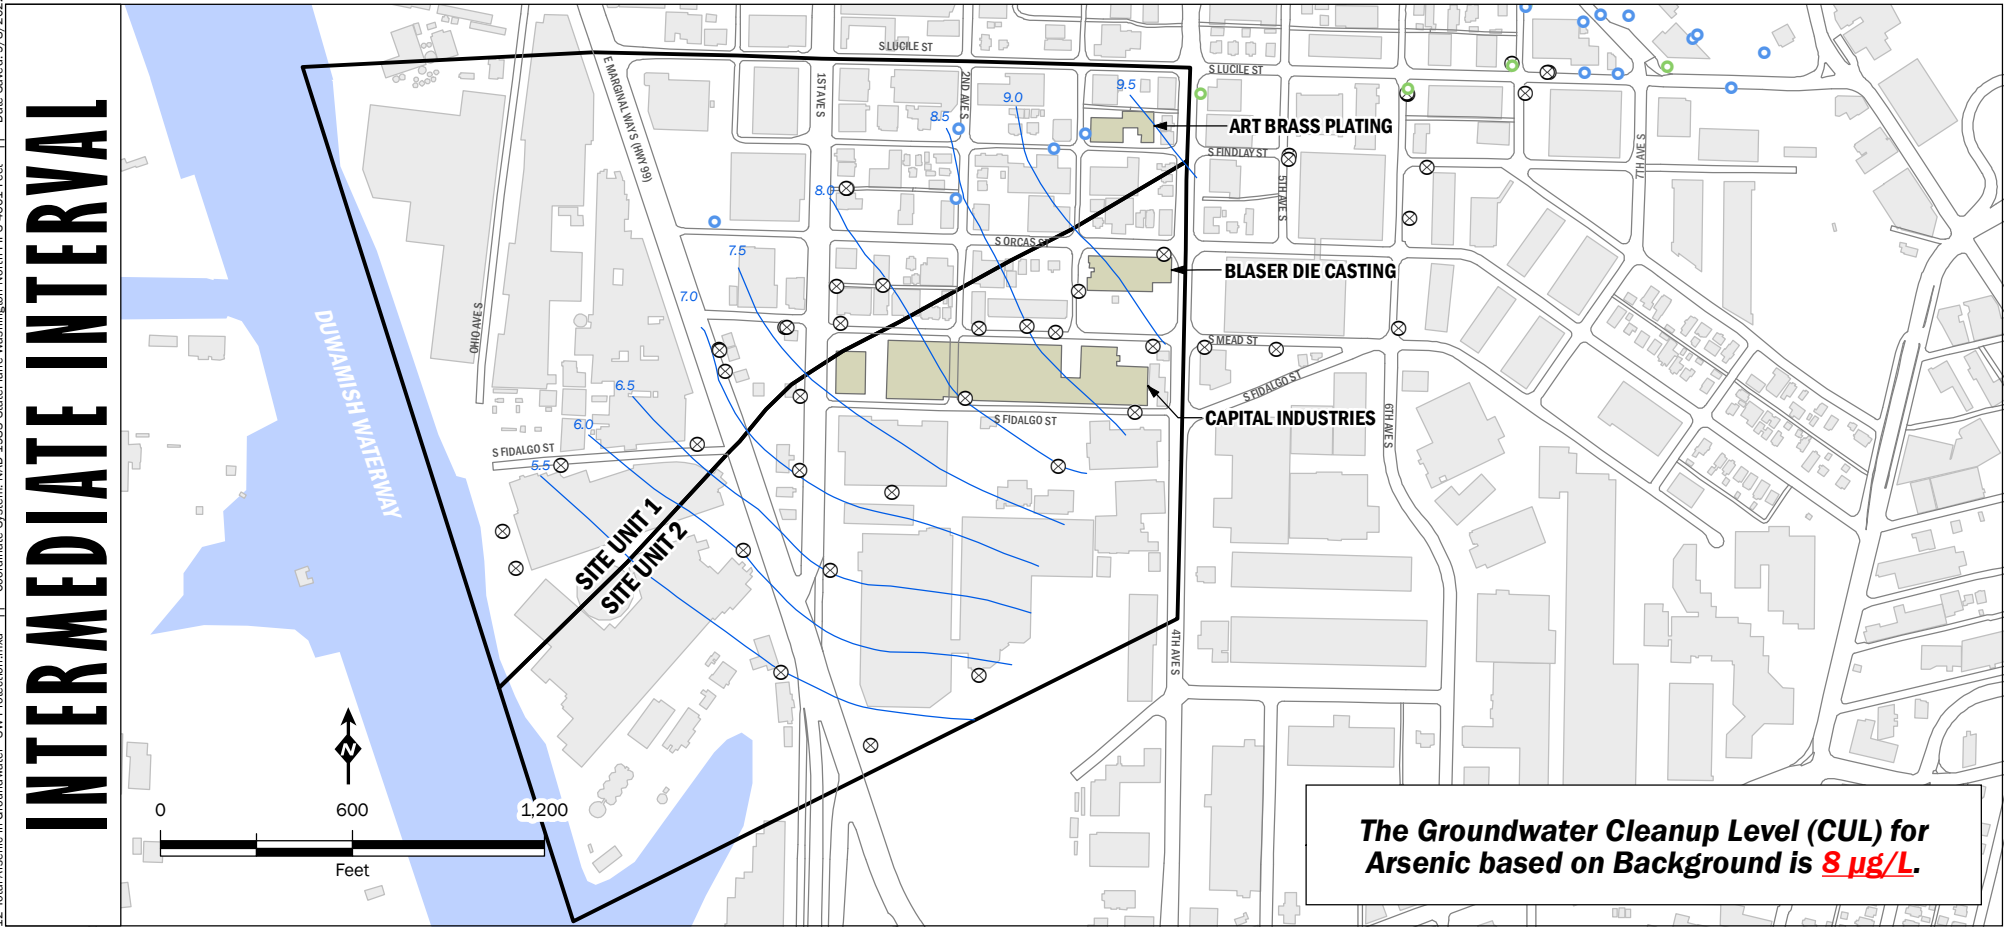 INTERMEDIATE INTERVAL
S LUCILE ST
S LUCILE ST
E MARGINAL WAY S (HWY 99)
1ST AVE S
2ND AVE S
9.0
9.5
8.5
ART BRASS PLATING
S FINDLAY ST
7TH AVE S
5TH AVE S
8.0
S ORCAS ST
7.5
BLASER DIE CASTING
7.0
OHIO AVE S
DUWAMISH WATERWAY
S MEAD ST
6.5
S FIDALGO ST
CAPITAL INDUSTRIES
6TH AVE S
6.0
S FIDALGO ST
S FIDALGO ST
5.5
SITE UNIT 1
SITE UNIT 2
4TH AVE S
N
0 600 1,200
Feet
The Groundwater Cleanup Level (CUL) for
Arsenic based on Background is 8 µg/L.